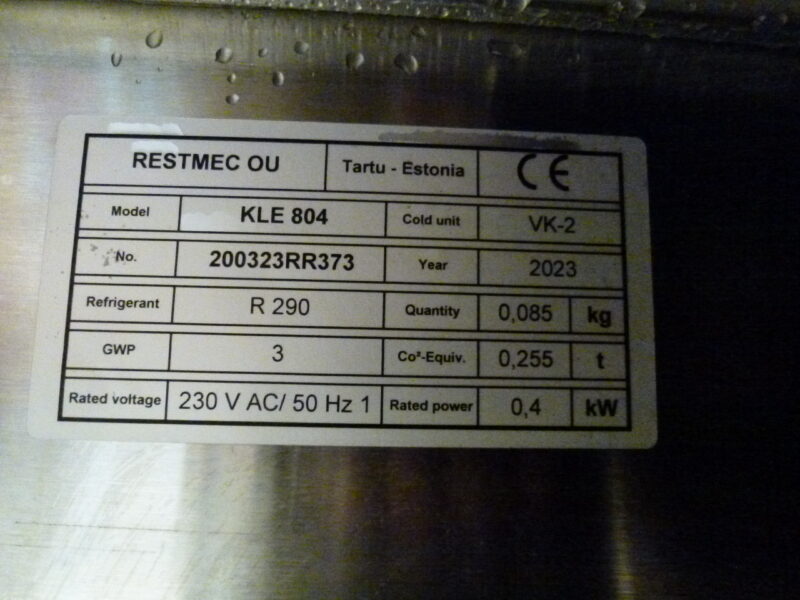 RESTMEC OU Tartu - Estonia CE
Model KLE 804 Cold unit VK-2
No. 200323RR373 Year 2023
Refrigerant R 290 Quantity 0,085 kg
GWP 3 Co²-Equiv. 0,255 t
Rated voltage 230 V AC/ 50 Hz 1 Rated power 0,4 kW